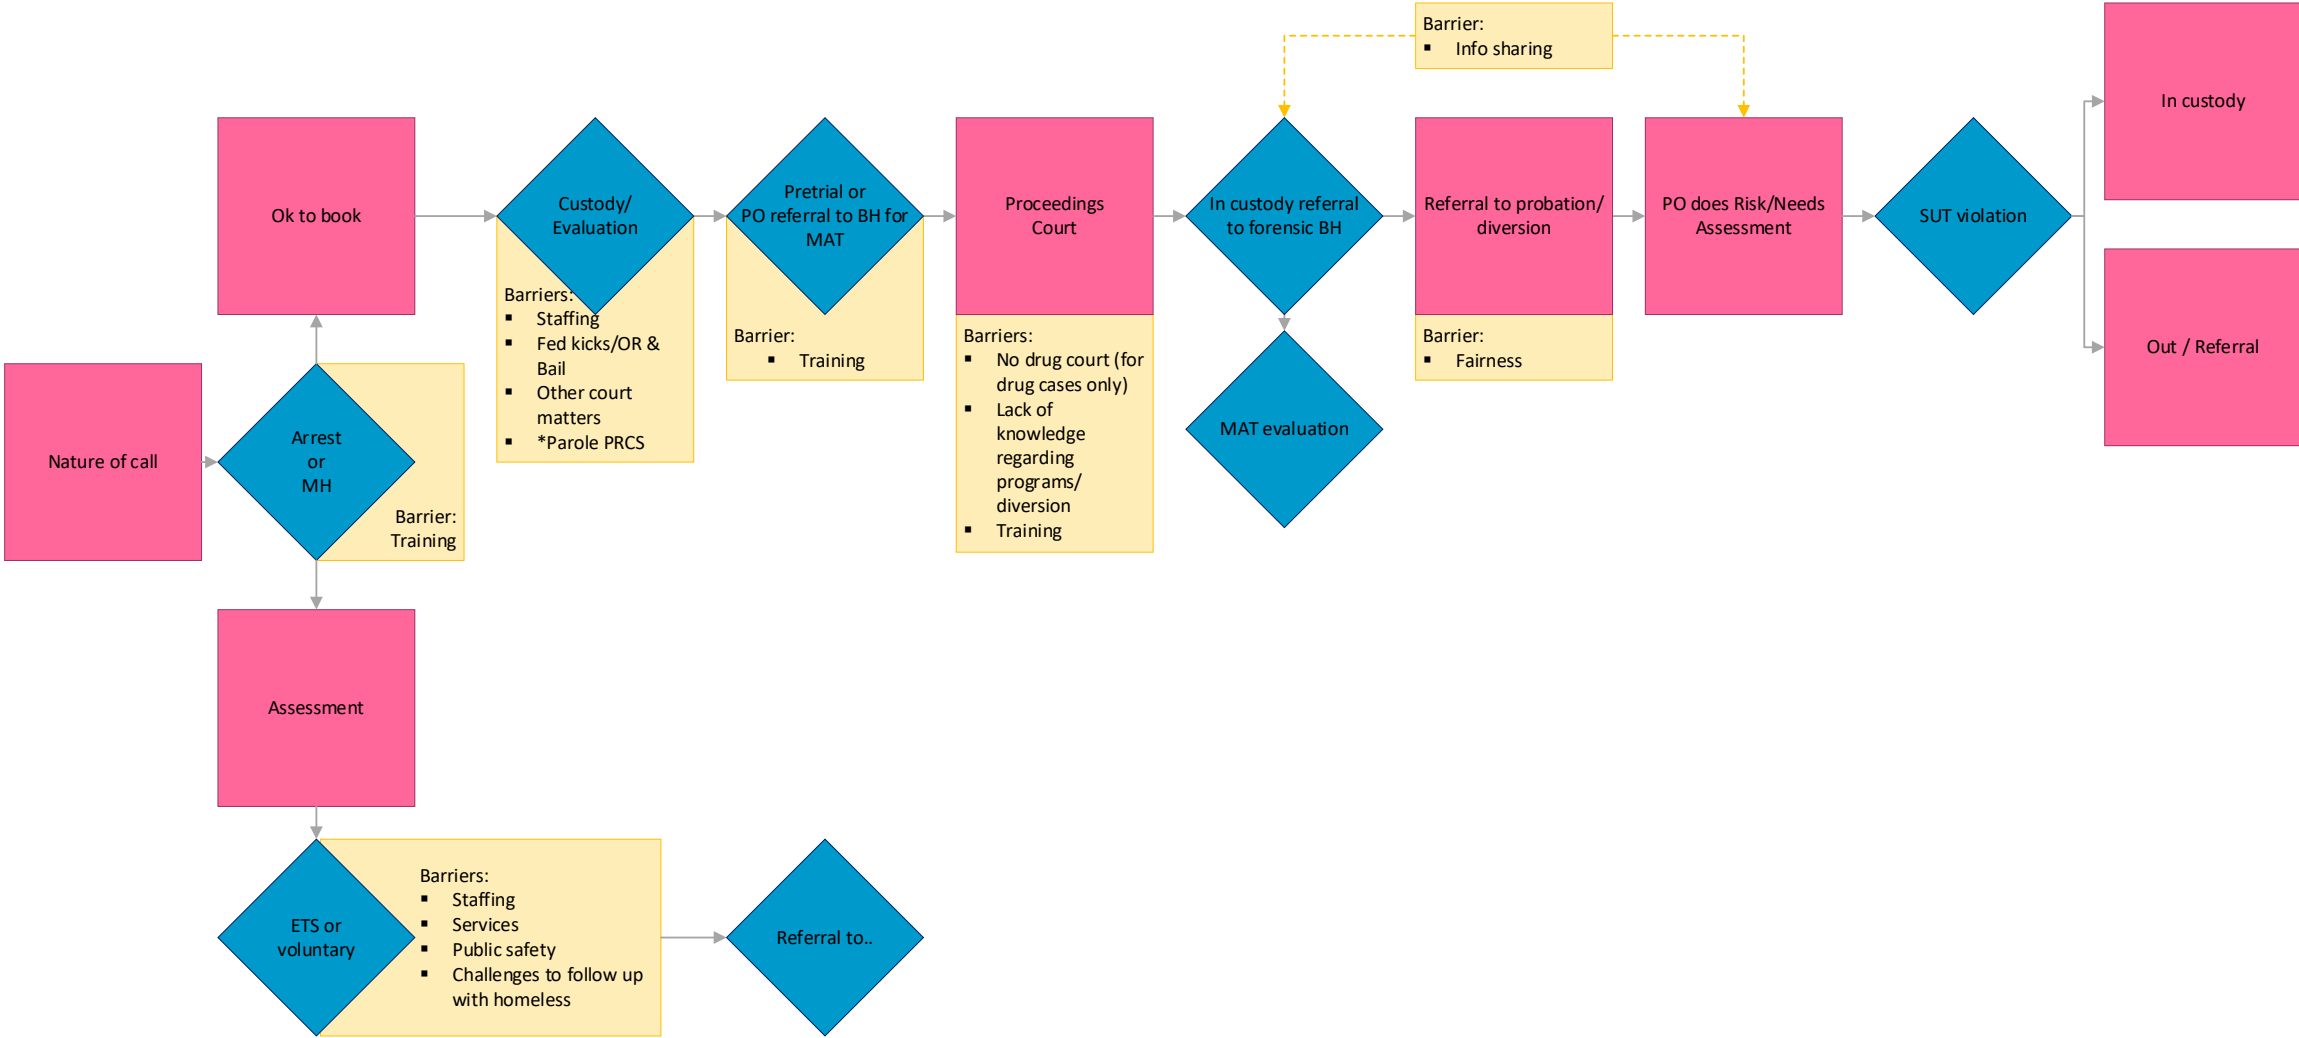 Barrier:
▪ Info sharing
In custody
Ok to book
Custody/
Evaluation
Barriers:
▪ Staffing
▪ Fed kicks/OR &
Bail
▪ Other court
matters
▪ *Parole PRCS
Pretrial or
PO referral to BH for
MAT
Barrier:
▪ Training
Proceedings
Court
Barriers:
▪ No drug court (for
drug cases only)
▪ Lack of
knowledge
regarding
programs/
diversion
▪ Training
In custody referral
to forensic BH
MAT evaluation
Referral to probation/
diversion
Barrier:
▪ Fairness
PO does Risk/Needs
Assessment
SUT violation
Out / Referral
Nature of call
Arrest
or
MH
Barrier:
Training
Assessment
ETS or
voluntary
Barriers:
▪ Staffing
▪ Services
▪ Public safety
▪ Challenges to follow up
with homeless
Referral to..